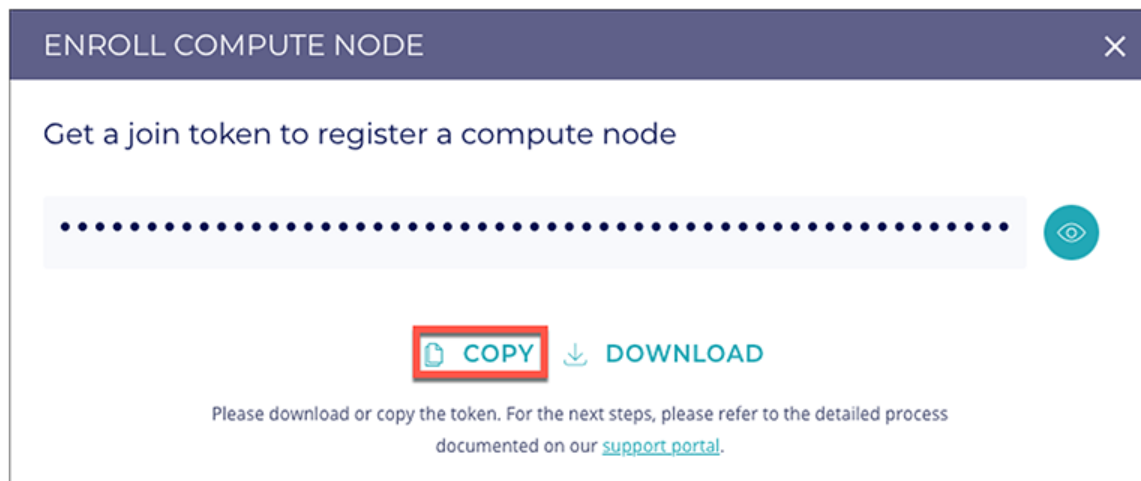 ENROLL COMPUTE NODE
Get a join token to register a compute node
COPY DOWNLOAD
Please download or copy the token. For the next steps, please refer to the detailed process
documented on our support portal.